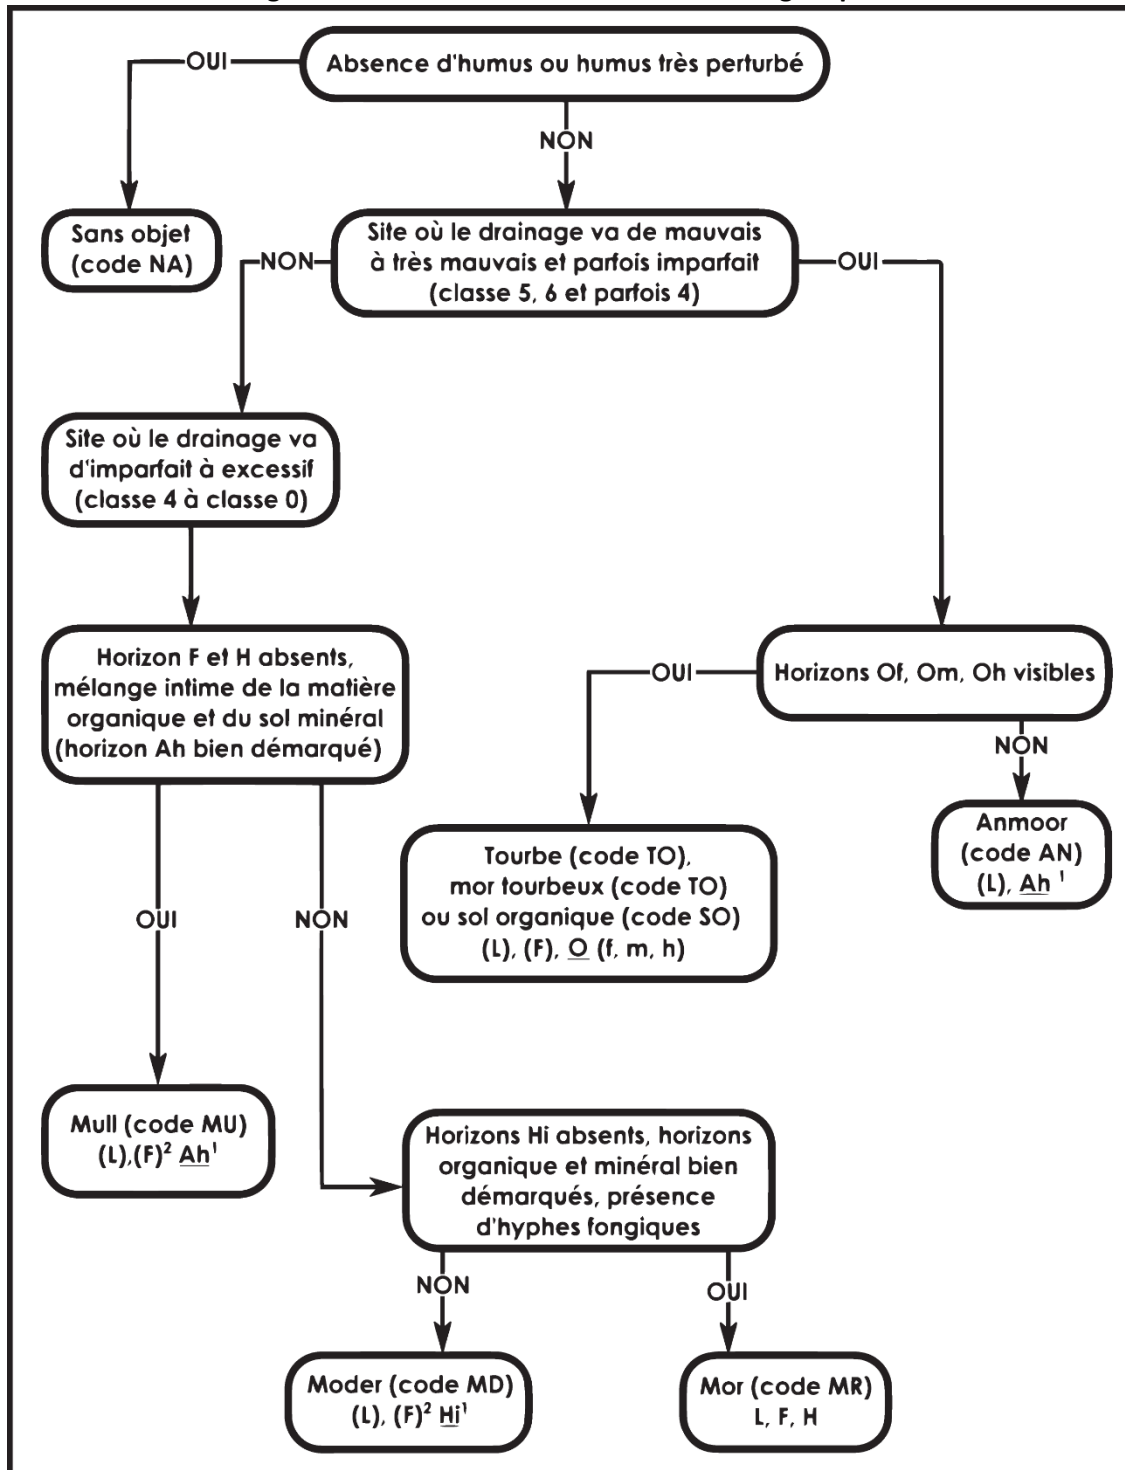 OUI
Absence d'humus ou humus très perturbé
NON
Sans objet
(code NA)
Site où le drainage va de mauvais
à très mauvais et parfois imparfait
(classe 5, 6 et parfois 4)
NON
OUI
Site où le drainage va
d'imparfait à excessif
(classe 4 à classe 0)
Horizon F et H absents,
mélange intime de la matière
organique et du sol minéral
(horizon Ah bien démarqué)
OUI
Horizons Of, Om, Oh visibles
NON
Tourbe (code TO),
mor tourbeux (code TO)
ou sol organique (code SO)
(L), (F), O (f, m, h)
Anmoor
(code AN)
(L), Ah ¹
OUI
NON
Mull (code MU)
(L),(F)² Ah¹
Horizons Hi absents, horizons
organique et minéral bien
démarqués, présence
d'hyphes fongiques
NON
OUI
Moder (code MD)
(L), (F)² Hi¹
Mor (code MR)
L, F, H